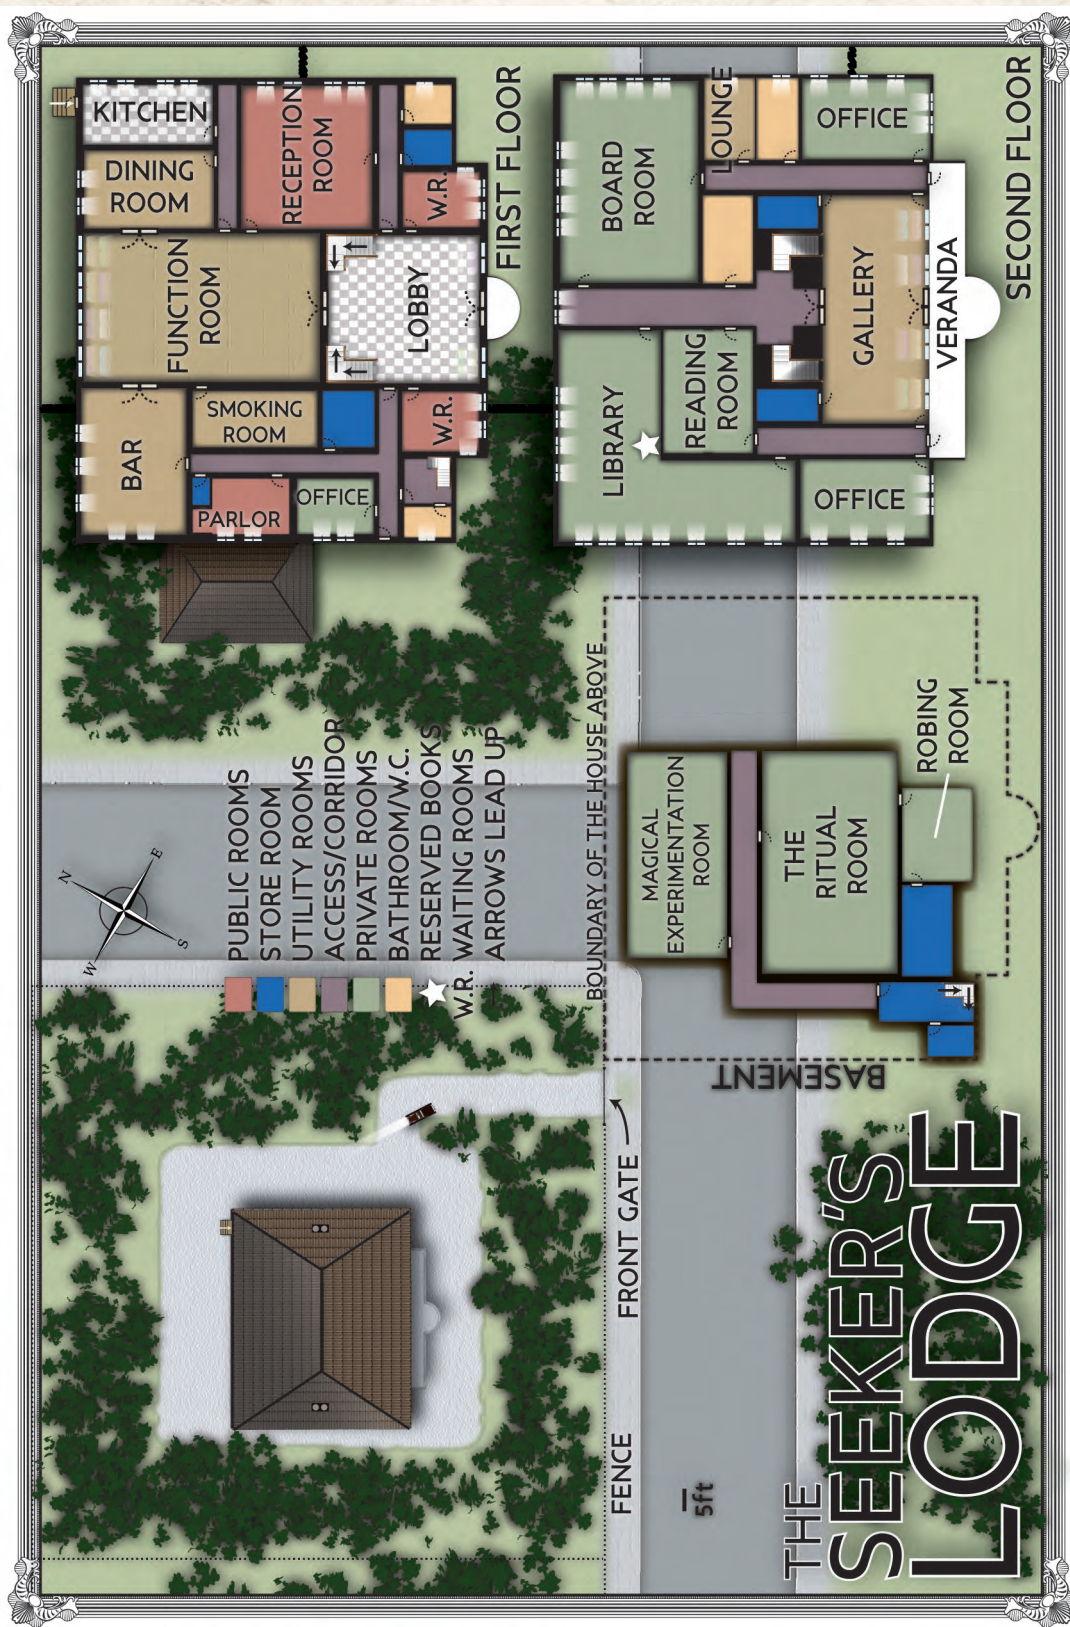 THE
SEEKER'S
LODGE
FENCE
FRONT GATE
5ft
N
E
S
W
PUBLIC ROOMS
STORE ROOM
UTILITY ROOMS
ACCESS/CORRIDOR
PRIVATE ROOMS
BATHROOM/W.C.
RESERVED BOOKS
W.R. WAITING ROOMS
ARROWS LEAD UP
BOUNDARY OF THE HOUSE ABOVE
BASEMENT
MAGICAL
EXPERIMENTATION
ROOM
THE
RITUAL
ROOM
ROBING
ROOM
FIRST FLOOR
BAR
SMOKING
ROOM
PARLOR
OFFICE
W.R.
FUNCTION
ROOM
LOBBY
DINING
ROOM
KITCHEN
RECEPTION
ROOM
W.R.
SECOND FLOOR
LIBRARY
READING
ROOM
OFFICE
GALLERY
VERANDA
BOARD
ROOM
LOUNGE
OFFICE